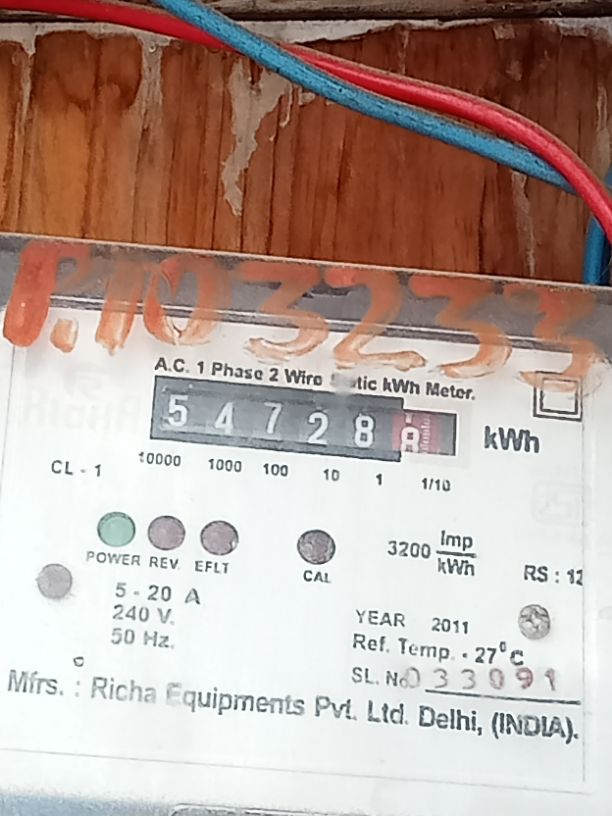 P.103233
A.C. 1 Phase 2 Wire Static kWh Meter.
5 4 7 2 8 8 kWh
10000 1000 100 10 1 1/10
CL - 1
POWER REV. EFLT CAL
3200 Imp/kWh
RS : 12
5 - 20 A
240 V.
50 Hz.
YEAR 2011
Ref. Temp. - 27°C
SL. No. 033091
Mfrs. : Richa Equipments Pvt. Ltd. Delhi, (INDIA).